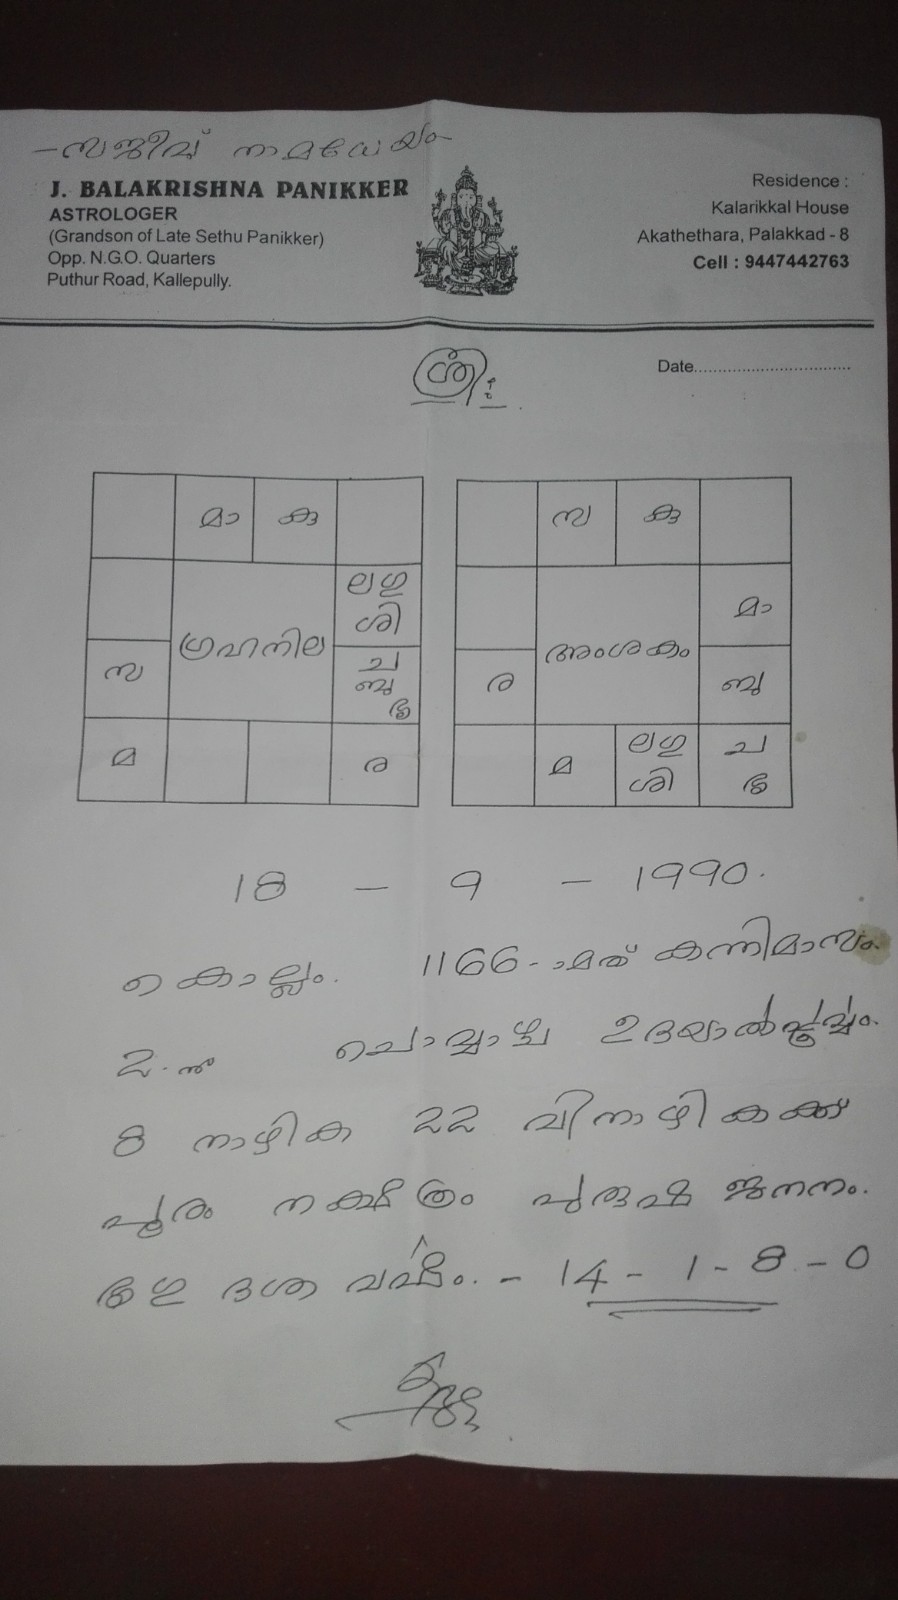 സജീവ് നാമധേയം
J. BALAKRISHNA PANIKKER
ASTROLOGER
(Grandson of Late Sethu Panikker)
Opp. N.G.O. Quarters
Puthur Road, Kallepully.
Residence :
Kalarikkal House
Akathethara, Palakkad - 8
Cell : 9447442763
ശ്രീ:
Date..................................
മാ കു
ലഗു
ശി
ഗ്രഹനില
സ
ച
ബു
ഭൃ
മ ര
സ കു
മാ
അംശകം
ര ബു
മ
ലഗു
ശി
ച
ഭൃ
18 - 9 - 1990.
കൊല്ലം. 1166-ാമത് കന്നിമാസം.
2.ന് ചൊവ്വാഴ്ച ഉദയാൽപൂർവ്വം.
8 നാഴിക 22 വിനാഴികക്ക്
പൂരം നക്ഷത്രം പുരുഷ ജനനം.
ദശ വർഷം. - 14 - 1 - 8 - 0